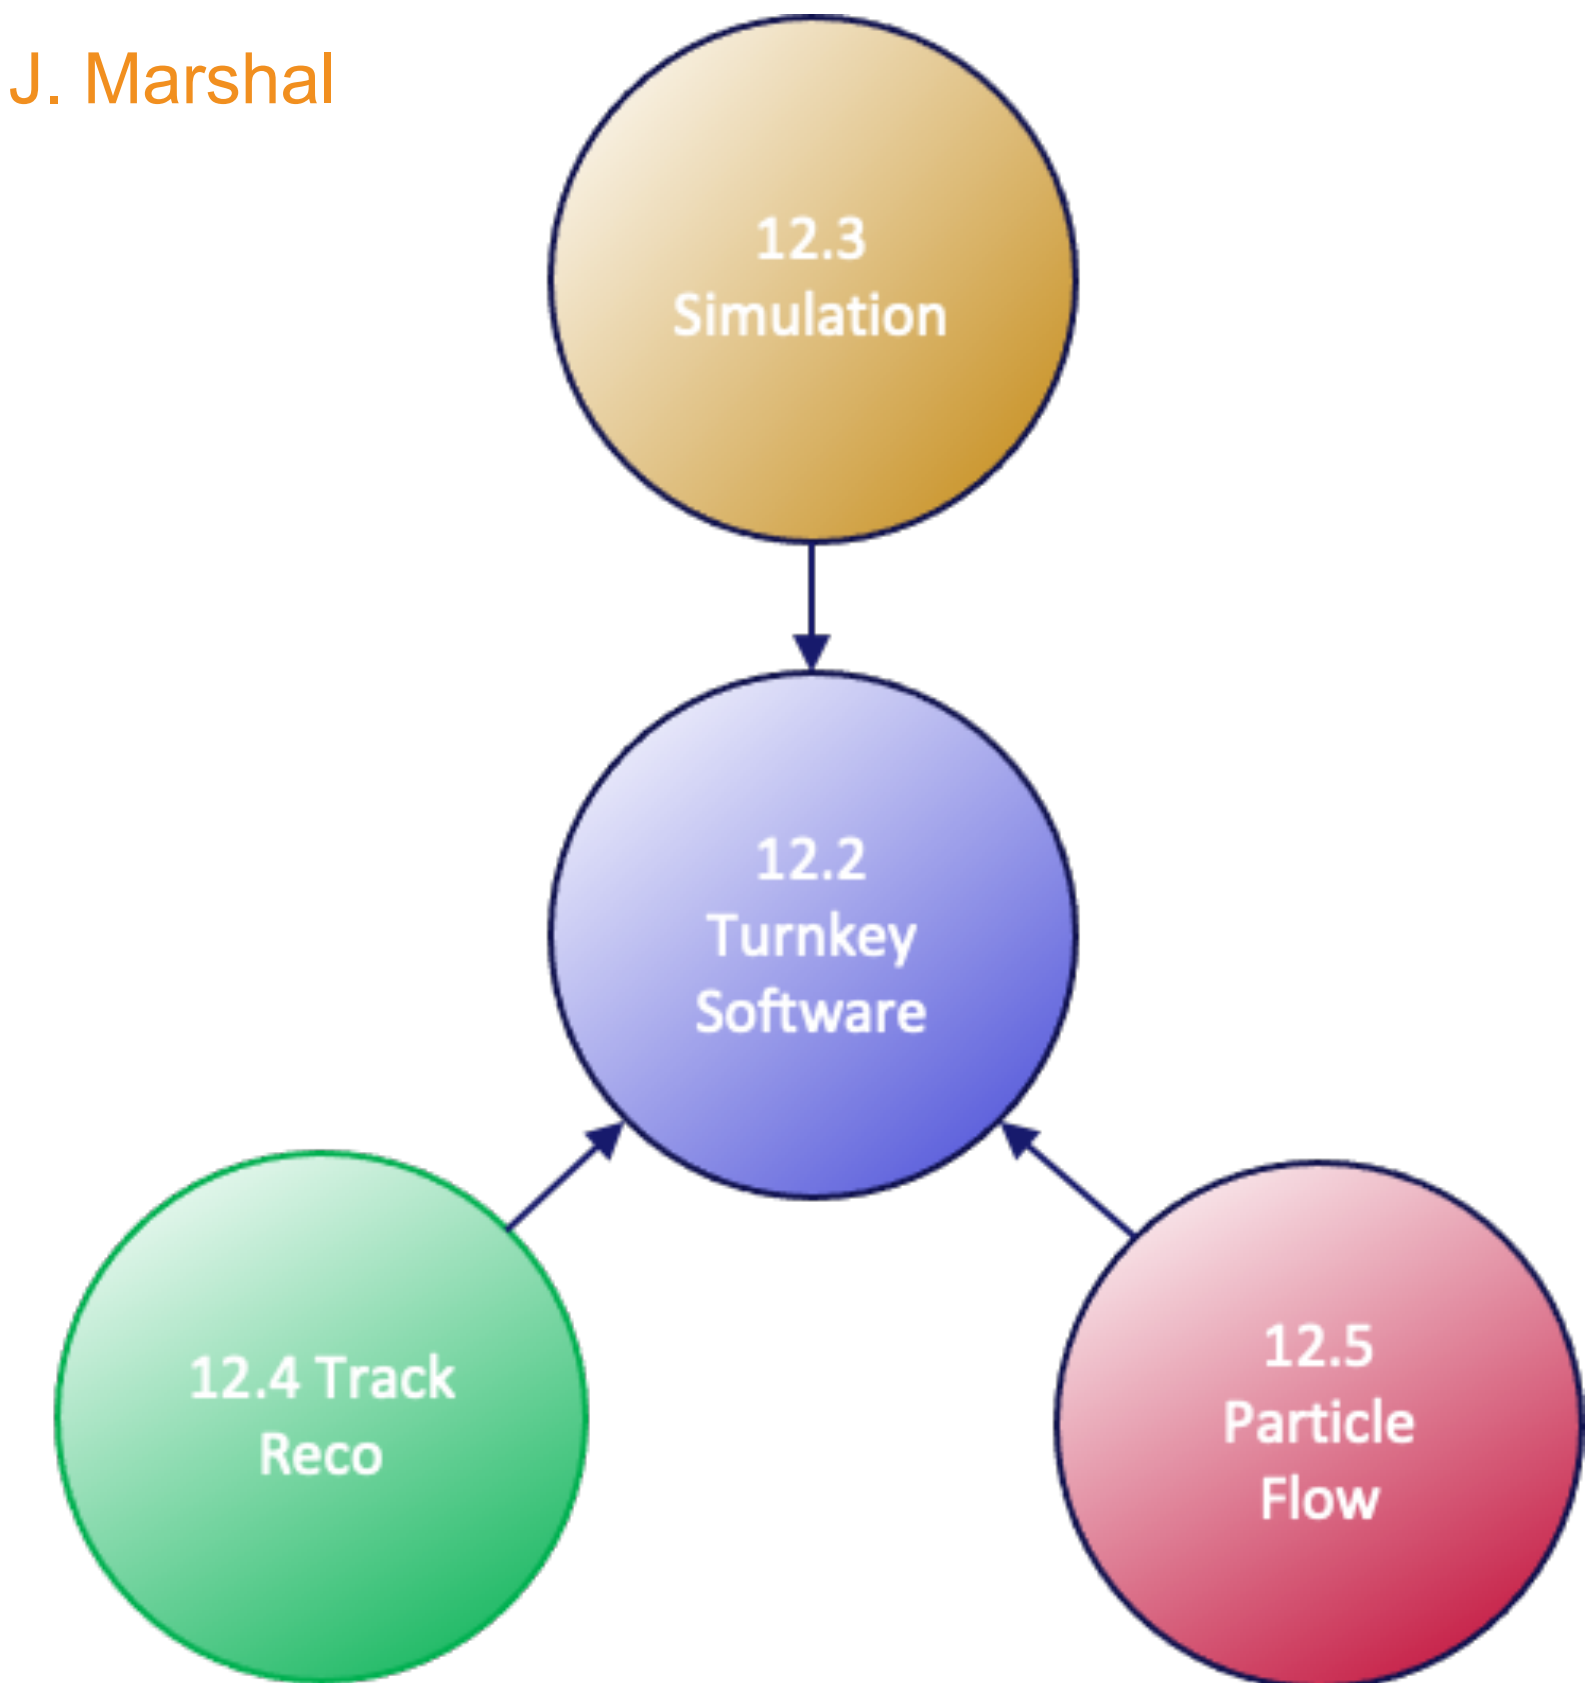 J. Marshal
12.3
Simulation
12.2
Turnkey
Software
12.4 Track
Reco
12.5
Particle
Flow